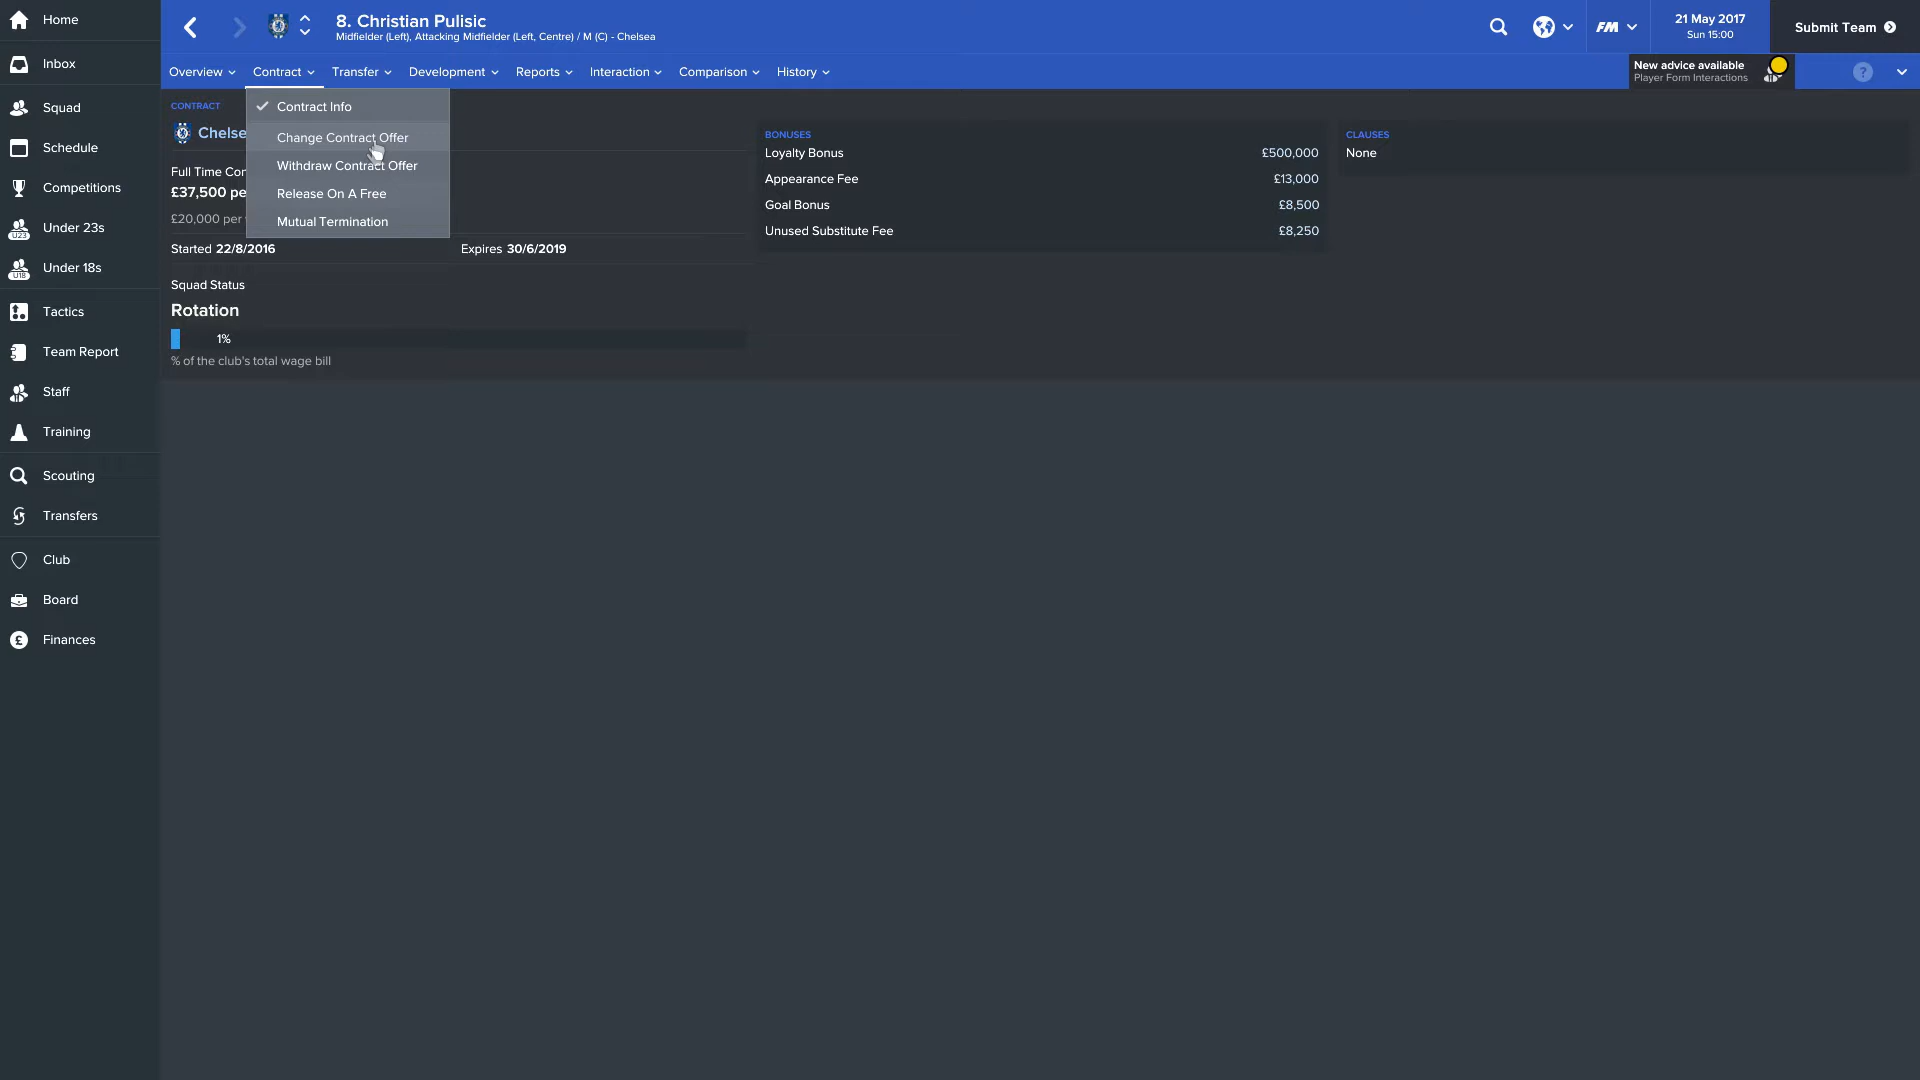 Home
Inbox
Squad
Schedule
Competitions
Under 23s
Under 18s
Tactics
Team Report
Staff
Training
Scouting
Transfers
Club
Board
Finances
8. Christian Pulisic
Midfielder (Left), Attacking Midfielder (Left, Centre) / M (C) - Chelsea
FM
21 May 2017
Sun 15:00
Submit Team
Overview Contract Transfer Development Reports Interaction Comparison History
New advice available
Player Form Interactions
?
CONTRACT
Contract Info
Change Contract Offer
Withdraw Contract Offer
Release On A Free
Mutual Termination
Chelse
Full Time Con
£37,500 pe
£20,000 per
Started 22/8/2016 Expires 30/6/2019
Squad Status
Rotation
1%
% of the club's total wage bill
BONUSES
Loyalty Bonus £500,000
Appearance Fee £13,000
Goal Bonus £8,500
Unused Substitute Fee £8,250
CLAUSES
None